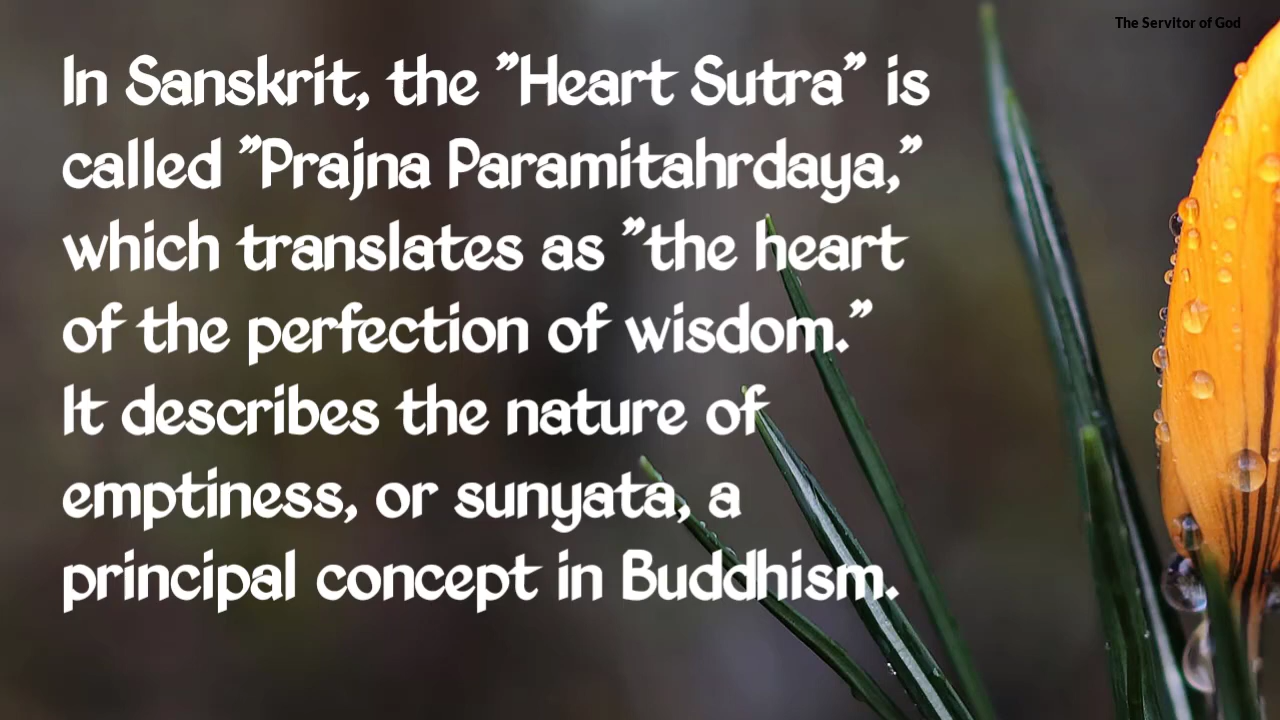 The Servitor of God
In Sanskrit, the "Heart Sutra" is
called "Prajna Paramitahrdaya,"
which translates as "the heart
of the perfection of wisdom."
It describes the nature of
emptiness, or sunyata, a
principal concept in Buddhism.